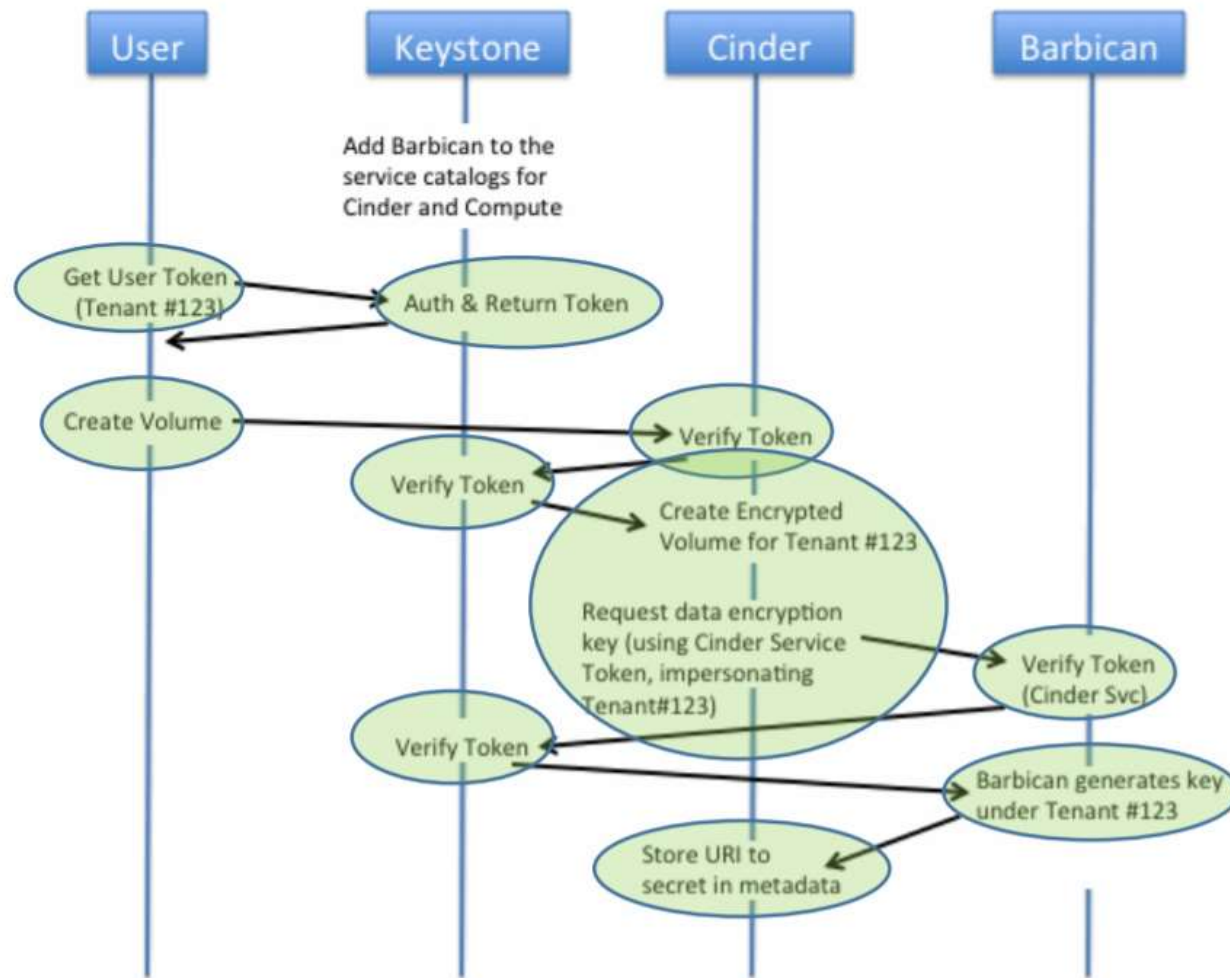 User
Keystone
Cinder
Barbican
Add Barbican to the
service catalogs for
Cinder and Compute
Get User Token
(Tenant #123)
Auth & Return Token
Create Volume
Verify Token
Verify Token
Create Encrypted
Volume for Tenant #123
Request data encryption
key (using Cinder Service
Token, impersonating
Tenant#123)
Verify Token
(Cinder Svc)
Verify Token
Barbican generates key
under Tenant #123
Store URI to
secret in metadata